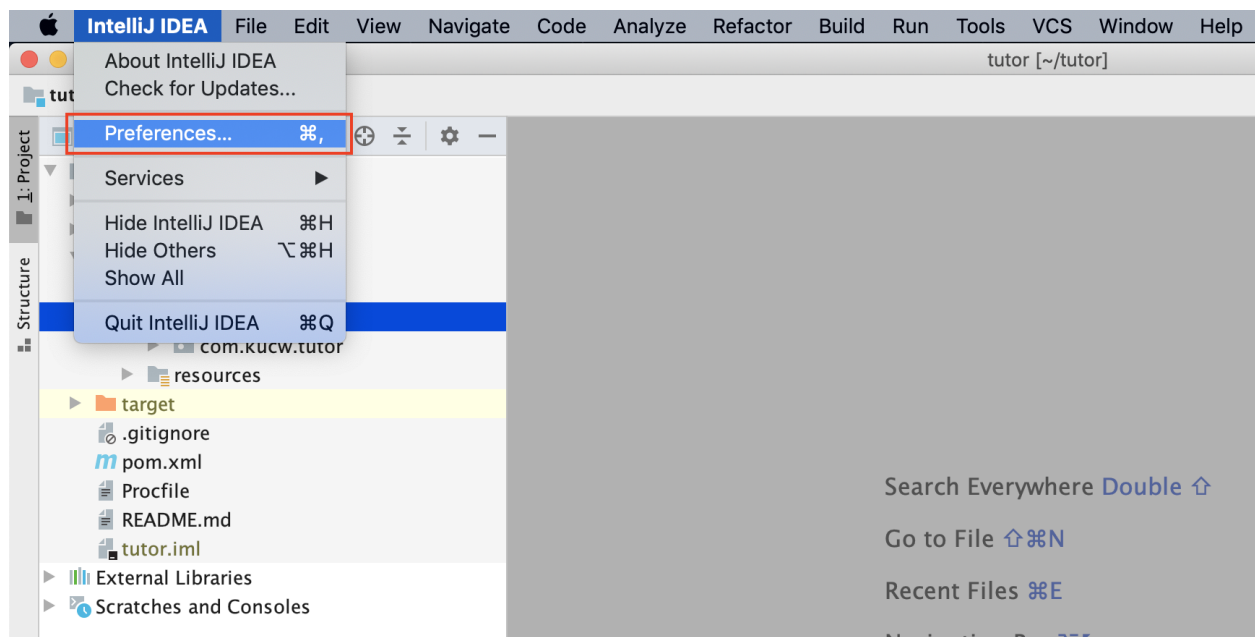 IntelliJ IDEA File Edit View Navigate Code Analyze Refactor Build Run Tools VCS Window Help
tutor [~/tutor]
About IntelliJ IDEA
Check for Updates...
Preferences... ⌘,
Services ▶
Hide IntelliJ IDEA ⌘H
Hide Others ⌥⌘H
Show All
Quit IntelliJ IDEA ⌘Q
tut
1: Project
Structure
com.kucw.tutor
resources
target
.gitignore
pom.xml
Procfile
README.md
tutor.iml
External Libraries
Scratches and Consoles
Search Everywhere Double ⇧
Go to File ⇧⌘N
Recent Files ⌘E